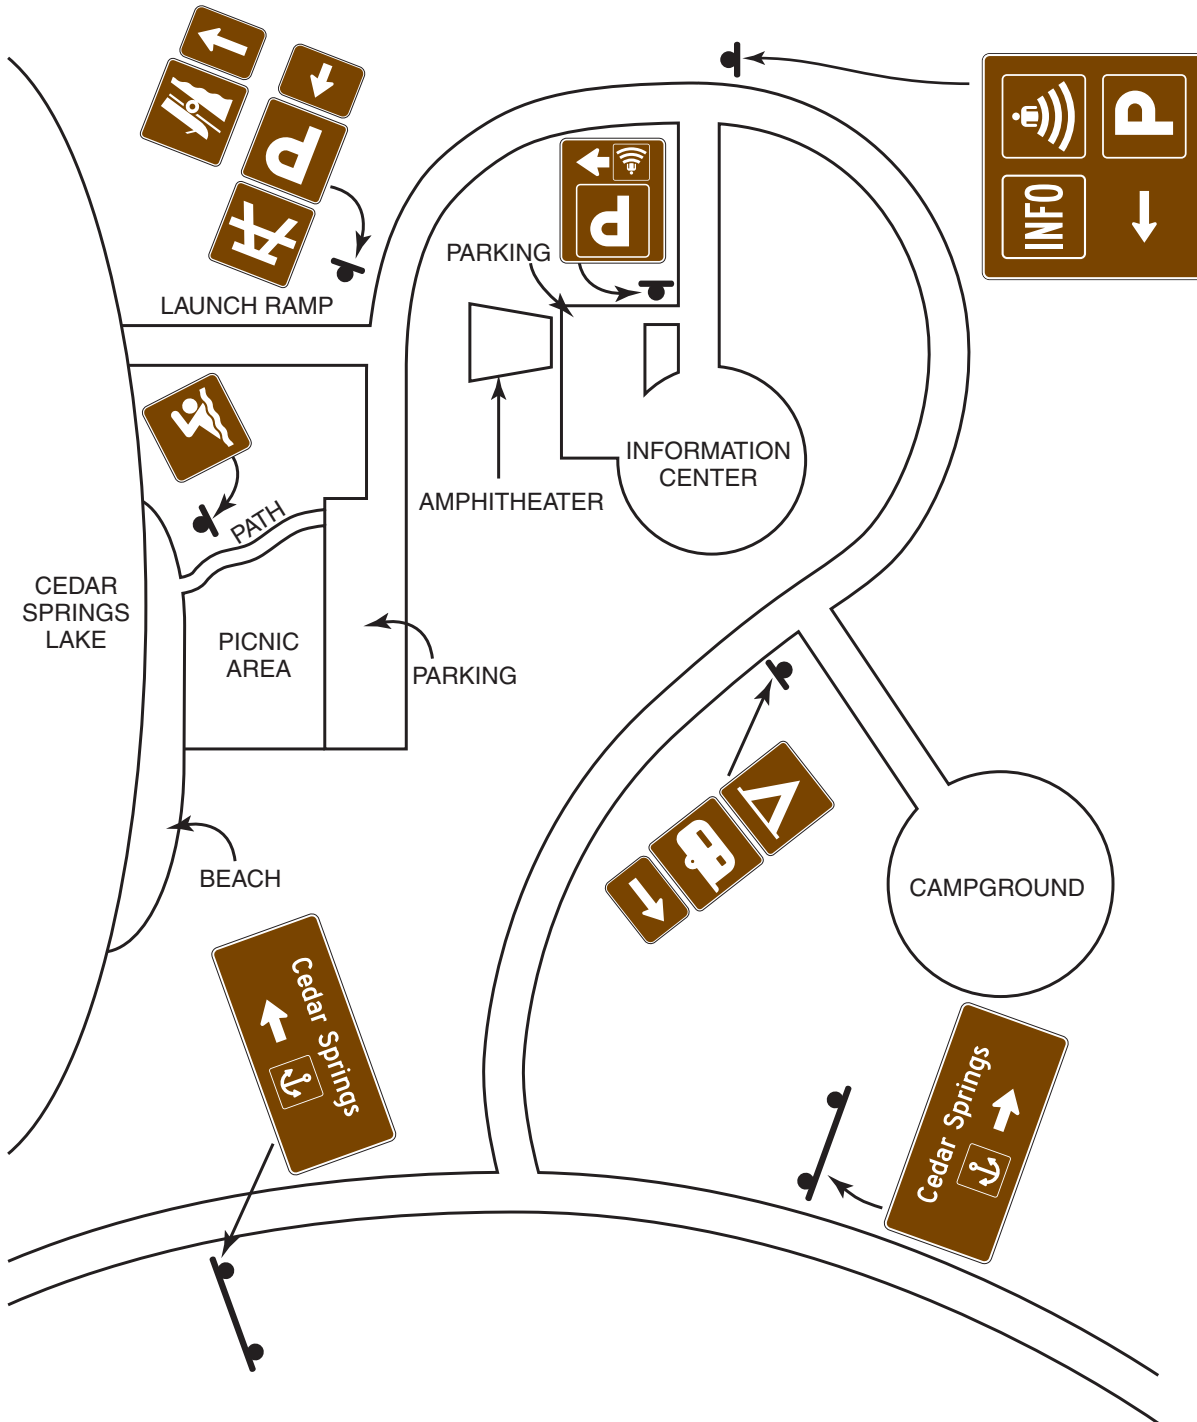 P
INFO
P
P
PARKING
LAUNCH RAMP
INFORMATION
CENTER
AMPHITHEATER
PATH
CEDAR
SPRINGS
LAKE
PICNIC
AREA
PARKING
BEACH
CAMPGROUND
Cedar Springs
Cedar Springs